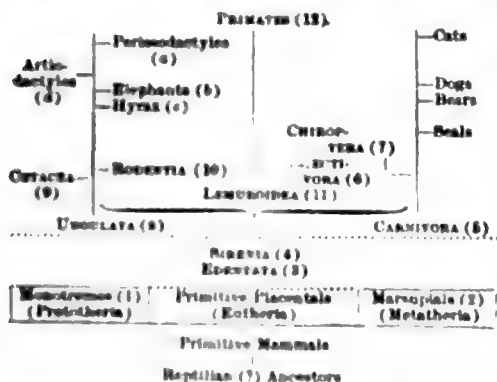 PRIMATES (12).
Perissodactyles
(a)
Artio-
dactyles
(d)
Elephants (b)
Hyrax (c)
Cats
Dogs
Bears
Seals
CHIROP-
TERA (7)
CETACEA
(9)
RODENTIA (10)
ECTI-
VORA (6)
LEMUROIDEA (11)
UNGULATA (8)
CARNIVORA (5)
SIRENIA (4)
EDENTATA (3)
Monotremes (1)
(Prototheria)
Primitive Placentals
(Eutheria)
Marsupials (2)
(Metatheria)
Primitive Mammals
Reptilian (?) Ancestors